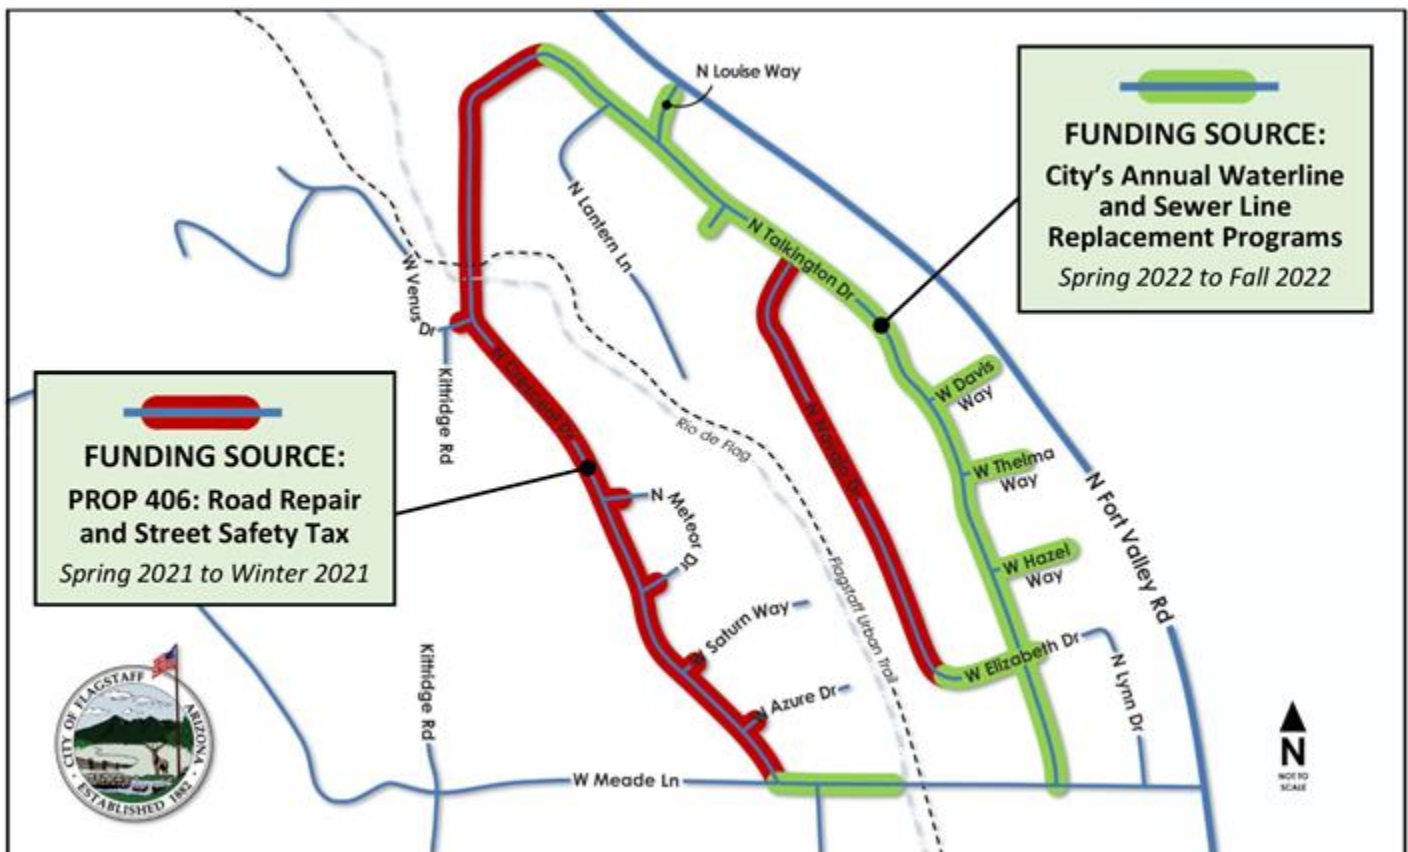 N Louise Way
FUNDING SOURCE:
City's Annual Waterline
and Sewer Line
Replacement Programs
Spring 2022 to Fall 2022
N Lantern Ln
N Talkington Dr
W Venus
Dr
Kittridge Rd
N Crescent Dr
Rio de Flag
N Navajo Dr
W Davis
Way
W Thelma
Way
W Hazel
Way
N Fort Valley Rd
FUNDING SOURCE:
PROP 406: Road Repair
and Street Safety Tax
Spring 2021 to Winter 2021
N Meteor Dr
W Saturn Way
Flagstaff Urban Trail
W Elizabeth Dr
N Lynn Dr
N Azure Dr
Kittridge Rd
W Meade Ln
CITY OF FLAGSTAFF
ARIZONA
ESTABLISHED 1882
N
NOT TO
SCALE